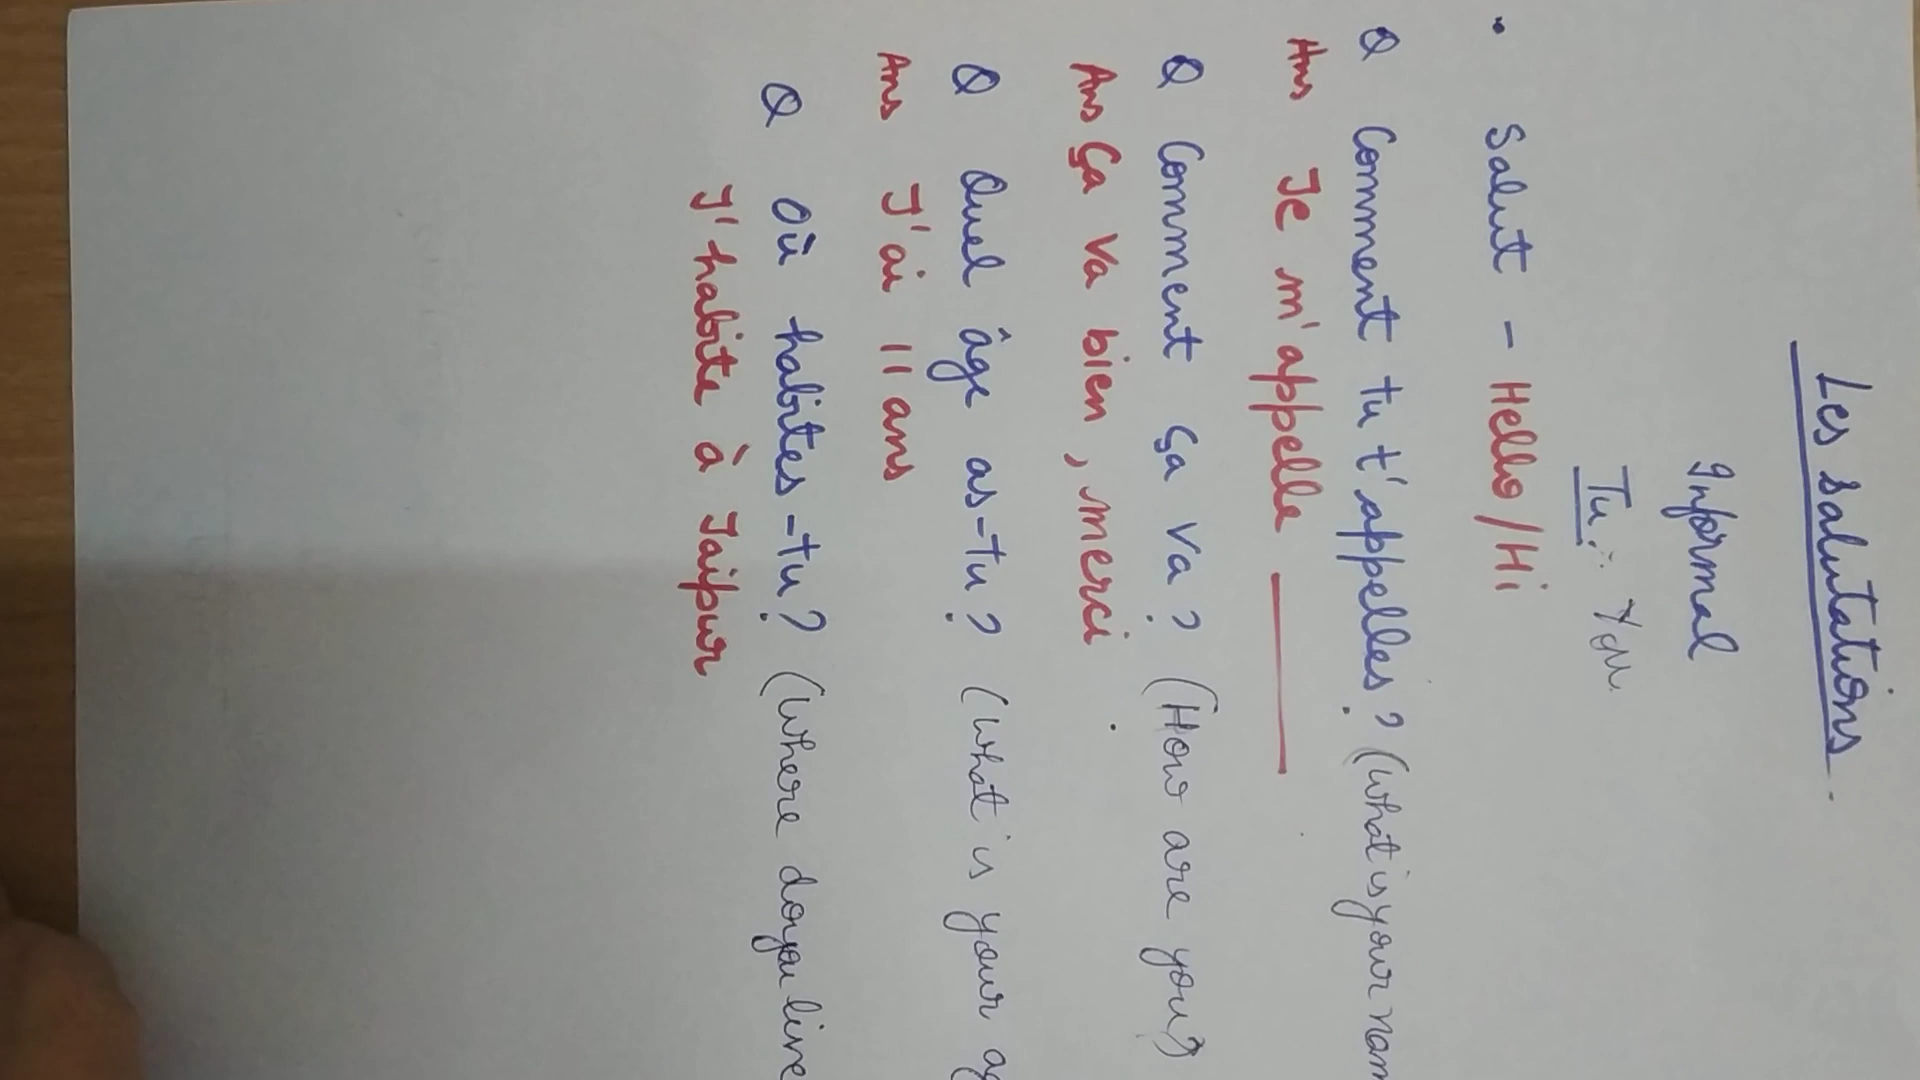 Les salutations
Informal
Tu : You
• Salut - Hello/Hi
Q Comment tu t'appelles? (What is your nam
Ans Je m'appelle ______
Q Comment ça va? (How are you?)
Ans Ça va bien, merci
Q Quel âge as-tu? (What is your ag
Ans J'ai 11 ans
Q Où habites-tu? (Where do you live
J'habite à Jaipur